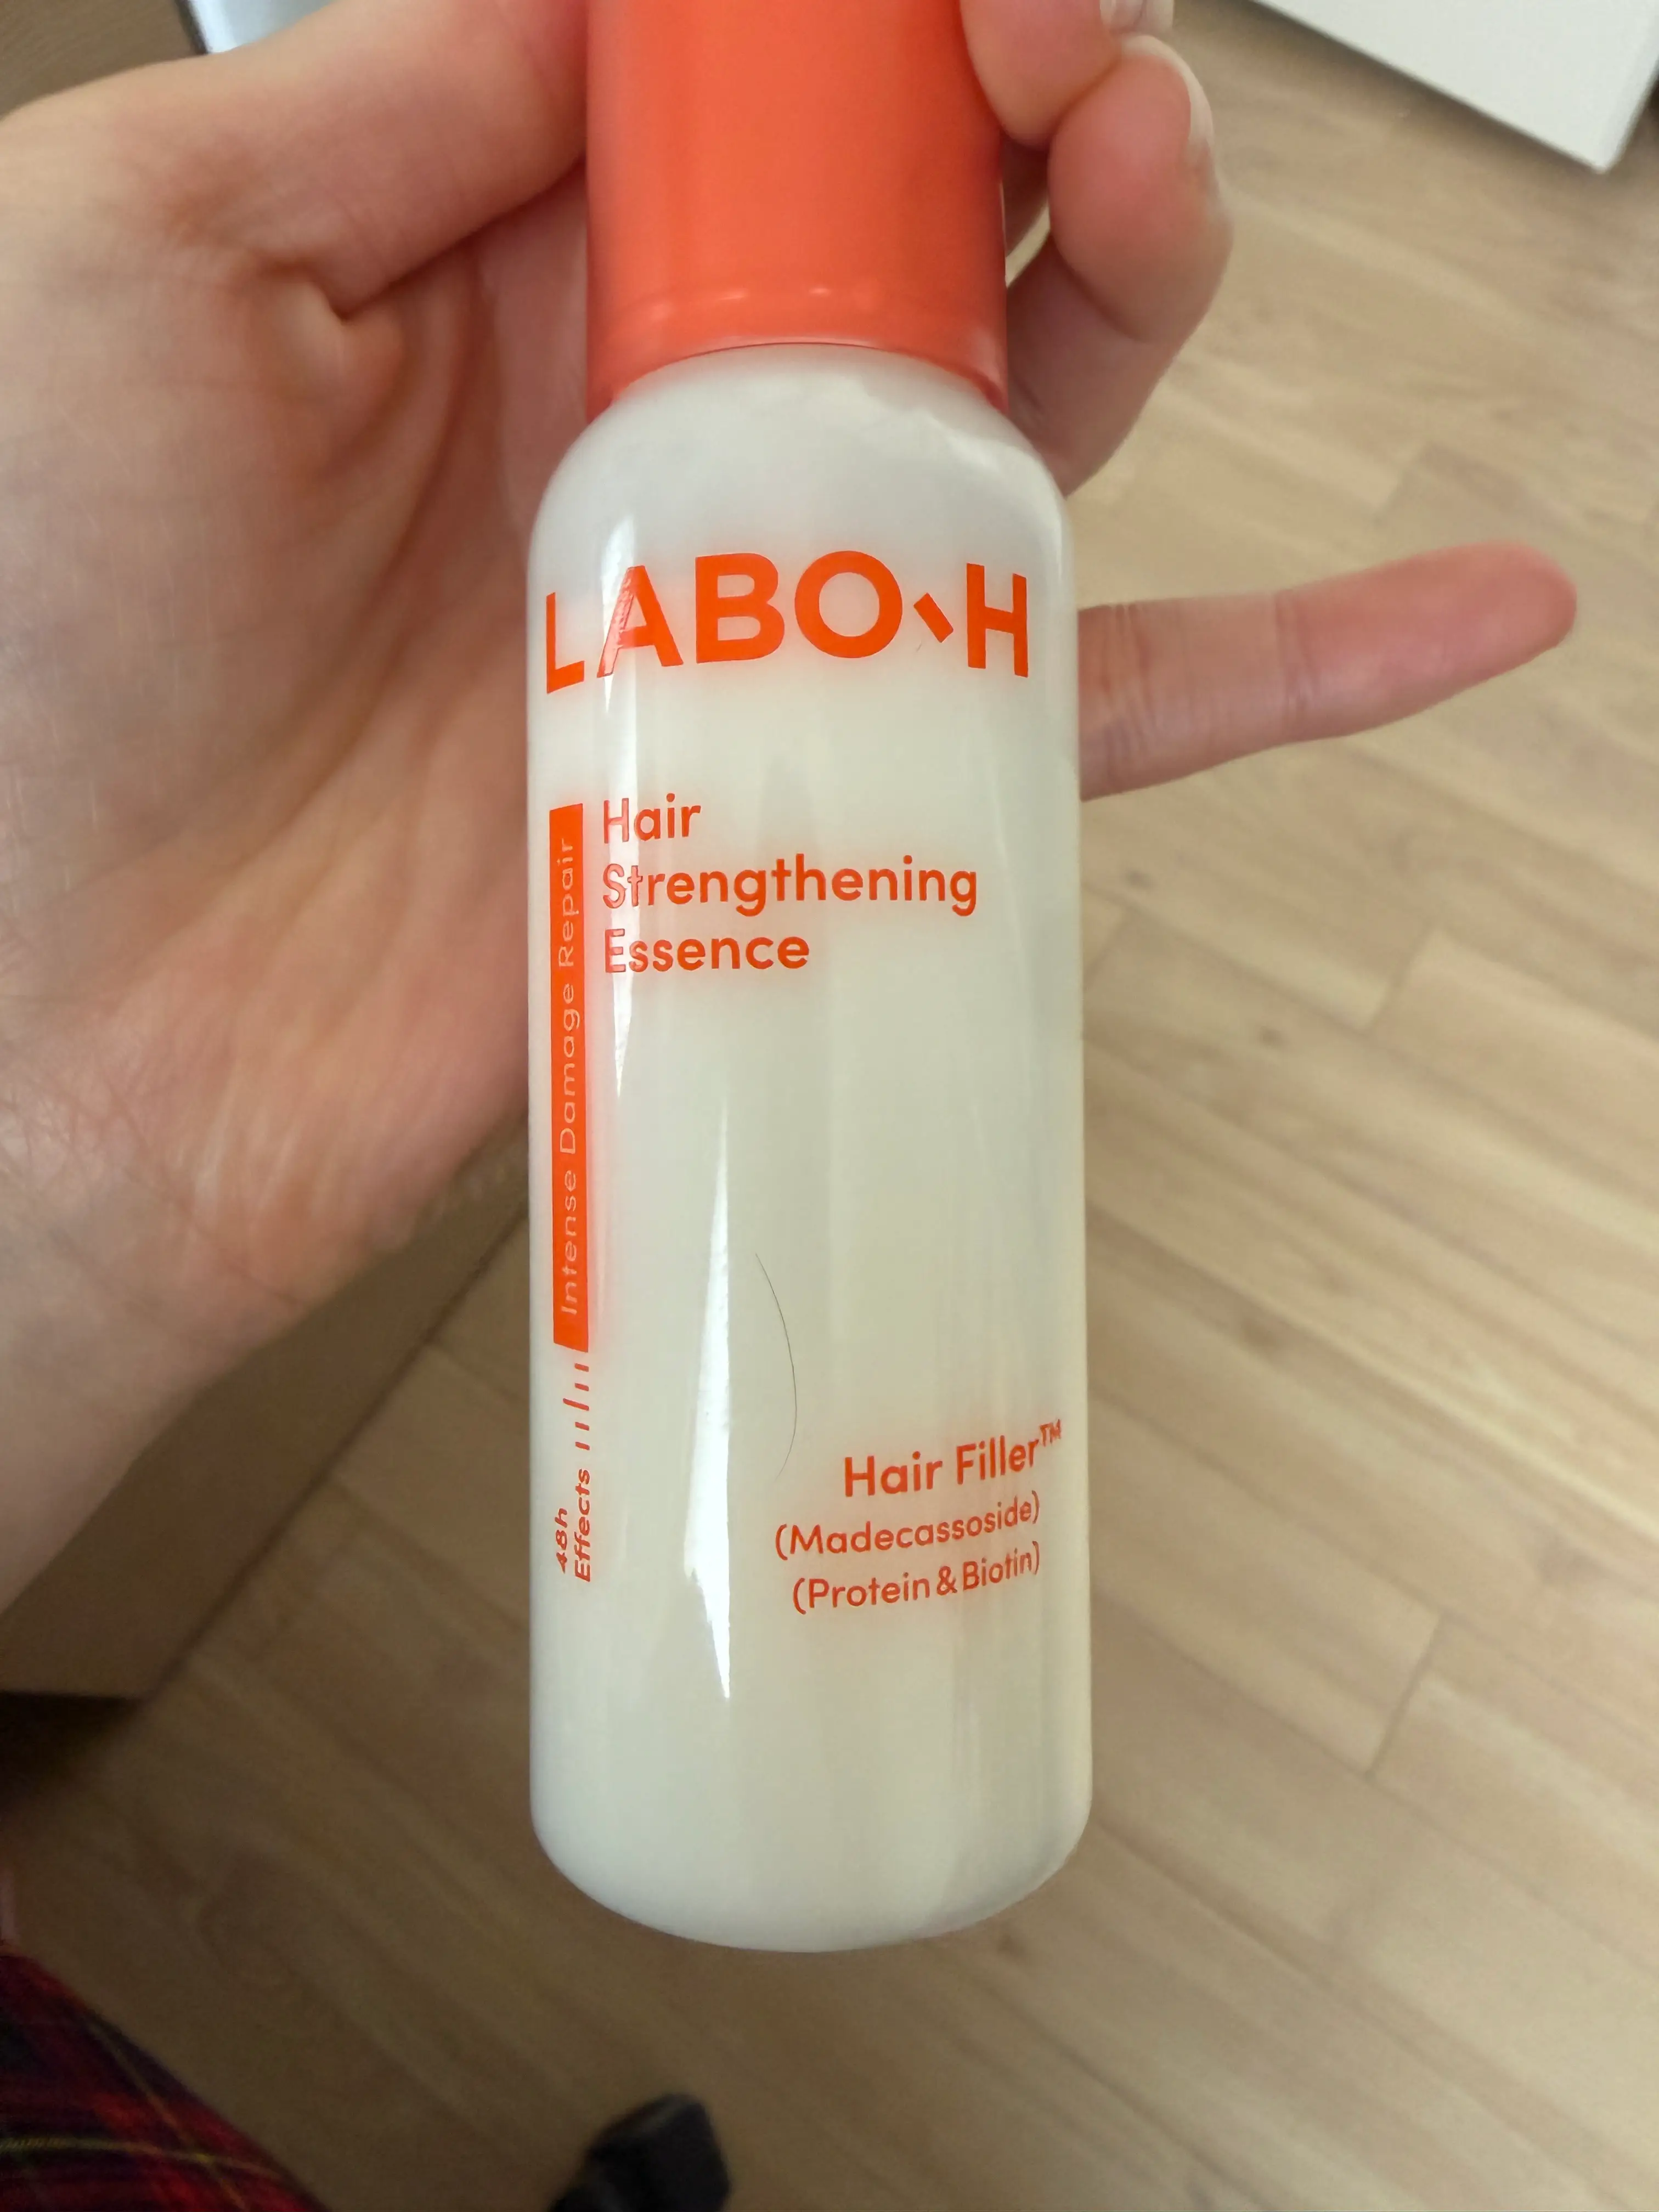 LABO-H
Hair
Strengthening
Essence
Intense Damage Repair
48h
Effects
Hair Filler™
(Madecassoside)
(Protein & Biotin)